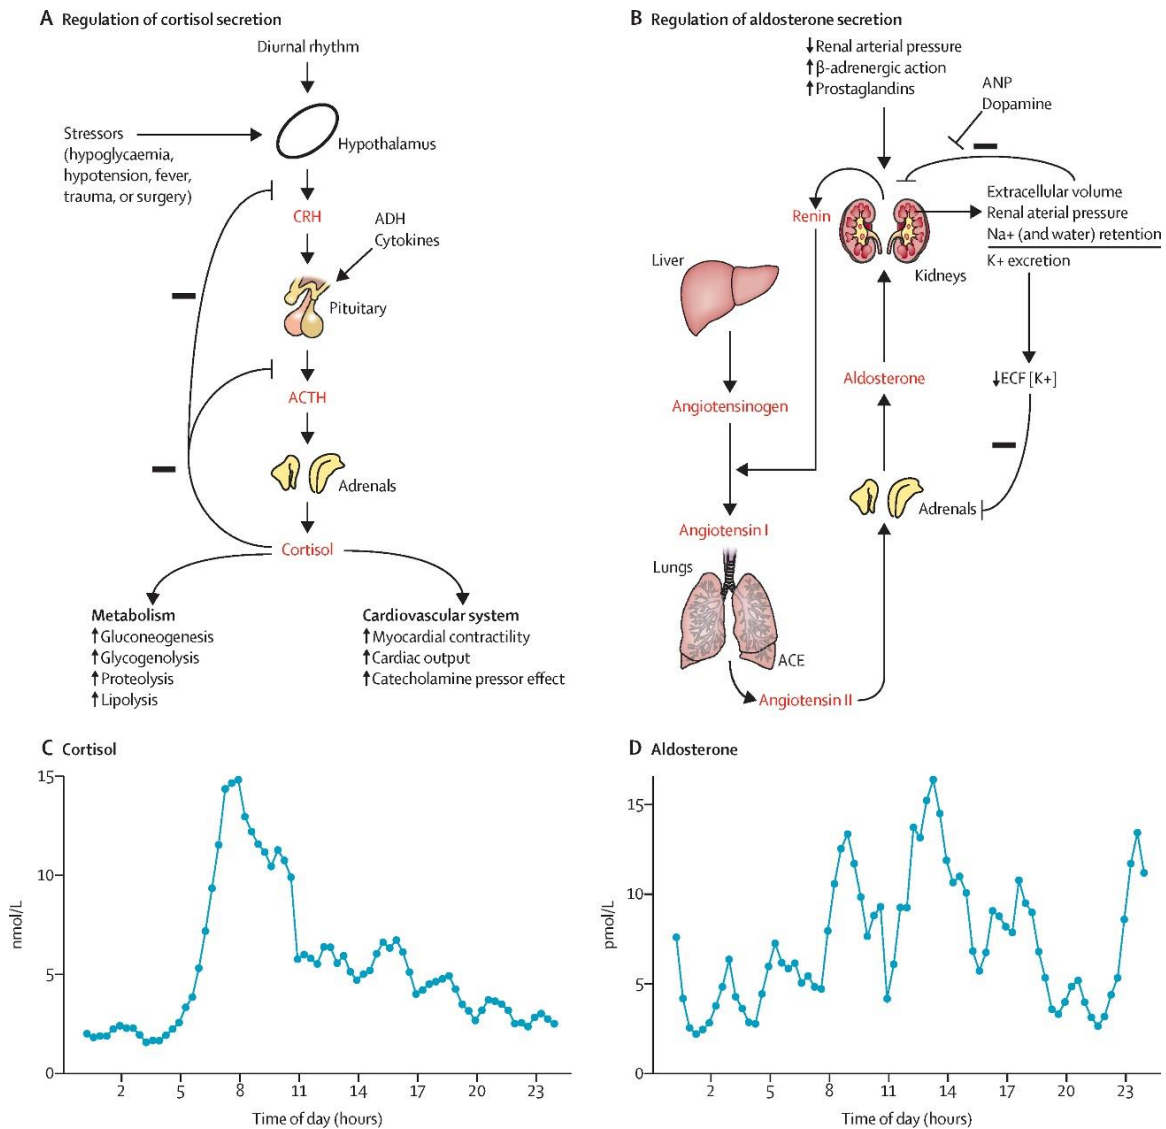 A Regulation of cortisol secretion
Diurnal rhythm
Stressors
(hypoglycaemia,
hypotension, fever,
trauma, or surgery)
Hypothalamus
CRH
ADH
Cytokines
Pituitary
ACTH
Adrenals
Cortisol
Metabolism
↑Gluconeogenesis
↑Glycogenolysis
↑Proteolysis
↑Lipolysis
Cardiovascular system
↑Myocardial contractility
↑Cardiac output
↑Catecholamine pressor effect
B Regulation of aldosterone secretion
↓Renal arterial pressure
↑β-adrenergic action
↑Prostaglandins
ANP
Dopamine
Renin
Kidneys
Extracellular volume
Renal aterial pressure
Na+ (and water) retention
K+ excretion
Liver
Angiotensinogen
Aldosterone
↓ECF [K+]
Adrenals
Angiotensin I
Lungs
ACE
Angiotensin II
C Cortisol
15
10
5
0
nmol/L
2 5 8 11 14 17 20 23
Time of day (hours)
D Aldosterone
15
10
5
0
pmol/L
2 5 8 11 14 17 20 23
Time of day (hours)